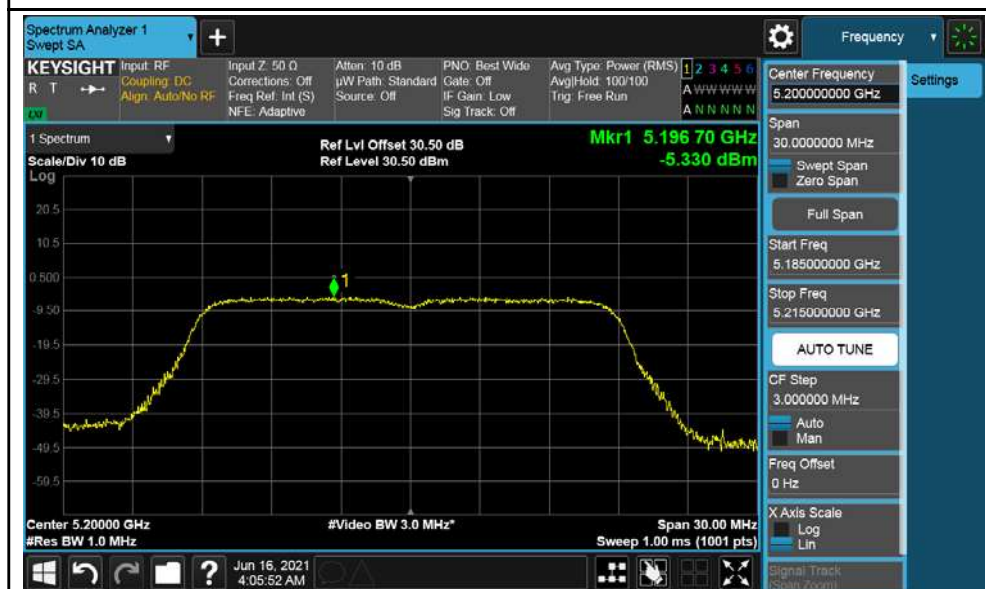 Spectrum Analyzer 1
Swept SA
+
Frequency
KEYSIGHT
R T
LXI
Input: RF
Coupling: DC
Align: Auto/No RF
Input Z: 50 Ω
Corrections: Off
Freq Ref: Int (S)
NFE: Adaptive
Atten: 10 dB
µW Path: Standard
Source: Off
PNO: Best Wide
Gate: Off
IF Gain: Low
Sig Track: Off
Avg Type: Power (RMS)
Avg|Hold: 100/100
Trig: Free Run
1 2 3 4 5 6
A W W W W W
A N N N N N
1 Spectrum
Scale/Div 10 dB
Log
Ref Lvl Offset 30.50 dB
Ref Level 30.50 dBm
Mkr1 5.196 70 GHz
-5.330 dBm
20.5
10.5
0.500
-9.50
-19.5
-29.5
-39.5
-49.5
-59.5
1
Center 5.20000 GHz
#Res BW 1.0 MHz
#Video BW 3.0 MHz*
Span 30.00 MHz
Sweep 1.00 ms (1001 pts)
Center Frequency
5.200000000 GHz
Span
30.0000000 MHz
Swept Span
Zero Span
Full Span
Start Freq
5.185000000 GHz
Stop Freq
5.215000000 GHz
AUTO TUNE
CF Step
3.000000 MHz
Auto
Man
Freq Offset
0 Hz
X Axis Scale
Log
Lin
Signal Track
(Span Zoom)
Settings
?
Jun 16, 2021
4:05:52 AM